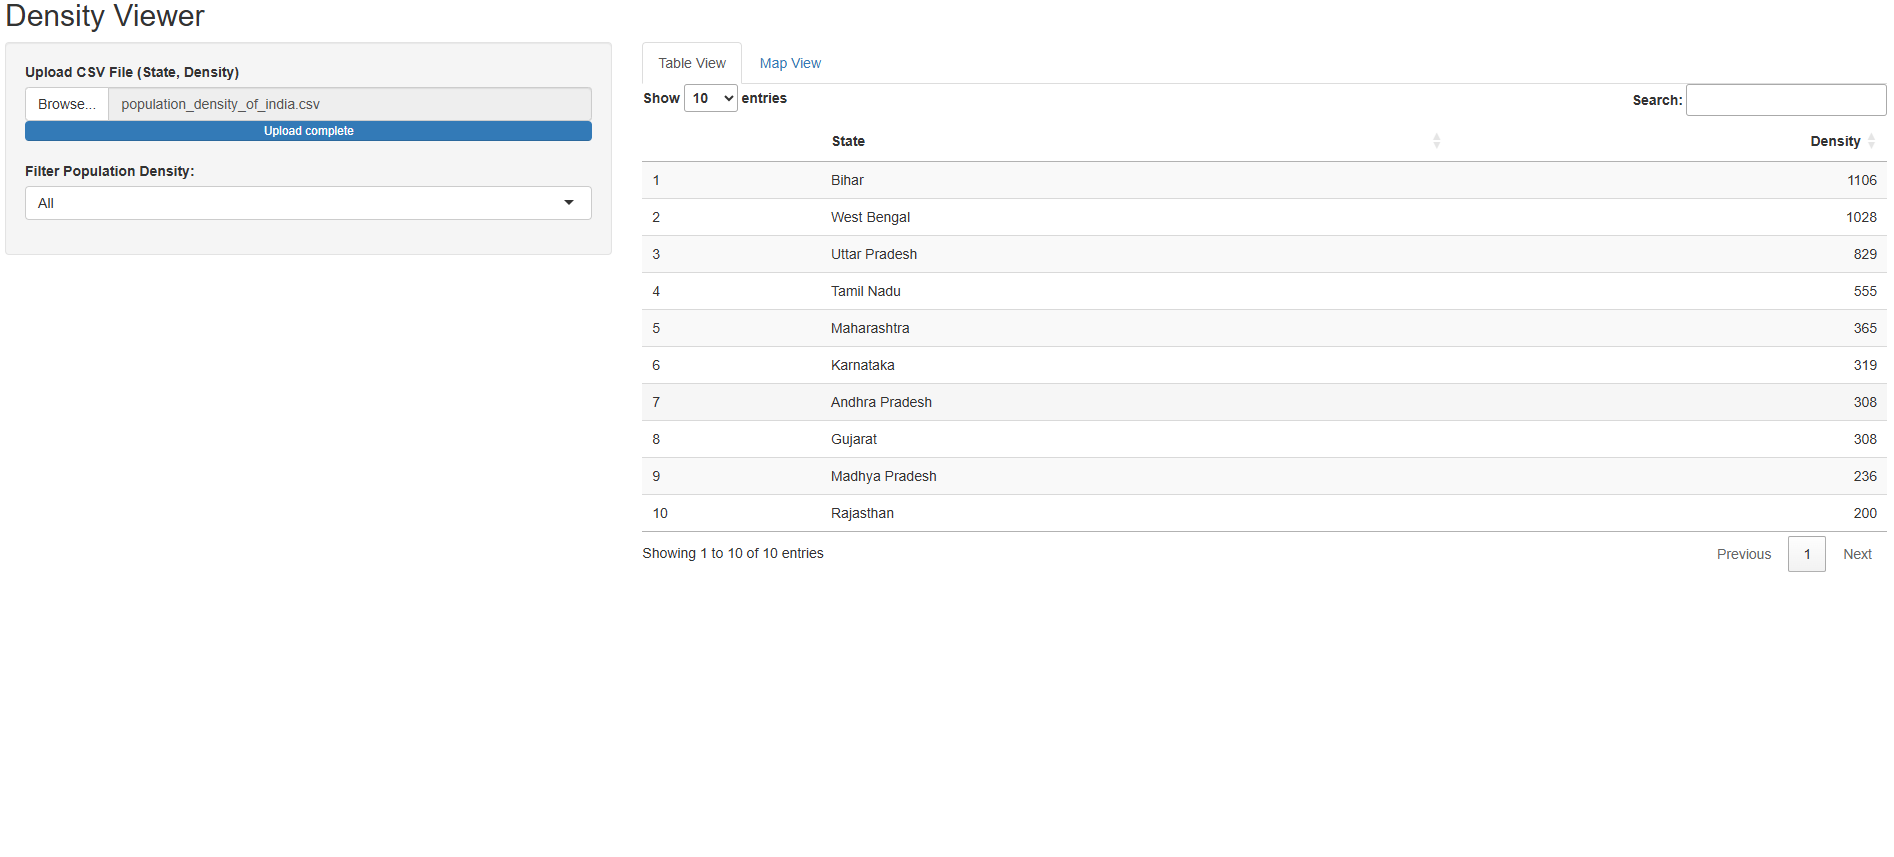 Density Viewer
Upload CSV File (State, Density)
Browse... population_density_of_india.csv
Upload complete
Filter Population Density:
All
Table View Map View
Show 10 entries Search:
State Density
1 Bihar 1106
2 West Bengal 1028
3 Uttar Pradesh 829
4 Tamil Nadu 555
5 Maharashtra 365
6 Karnataka 319
7 Andhra Pradesh 308
8 Gujarat 308
9 Madhya Pradesh 236
10 Rajasthan 200
Showing 1 to 10 of 10 entries Previous 1 Next